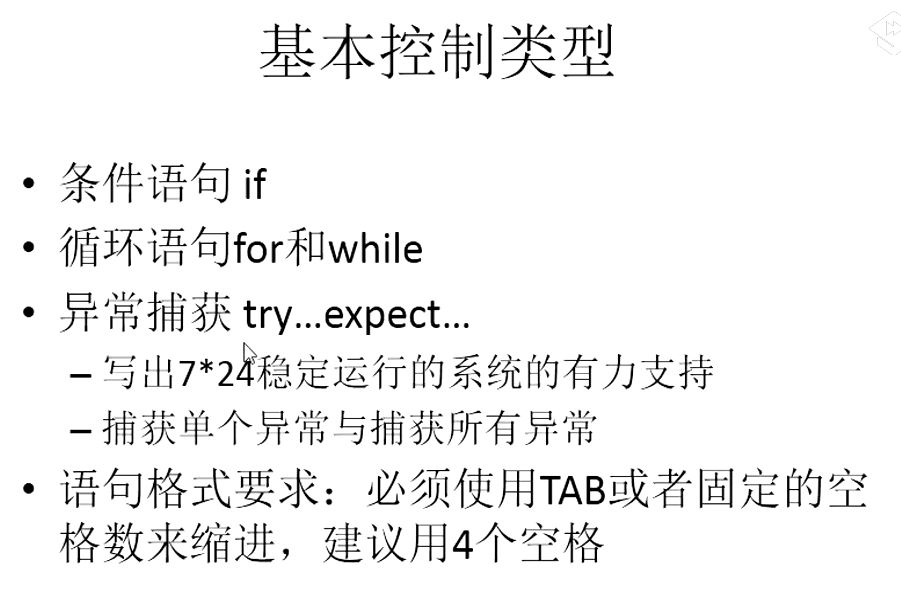 基本控制类型
• 条件语句 if
• 循环语句for和while
• 异常捕获 try…expect…
– 写出7*24稳定运行的系统的有力支持
– 捕获单个异常与捕获所有异常
• 语句格式要求：必须使用TAB或者固定的空
格数来缩进，建议用4个空格